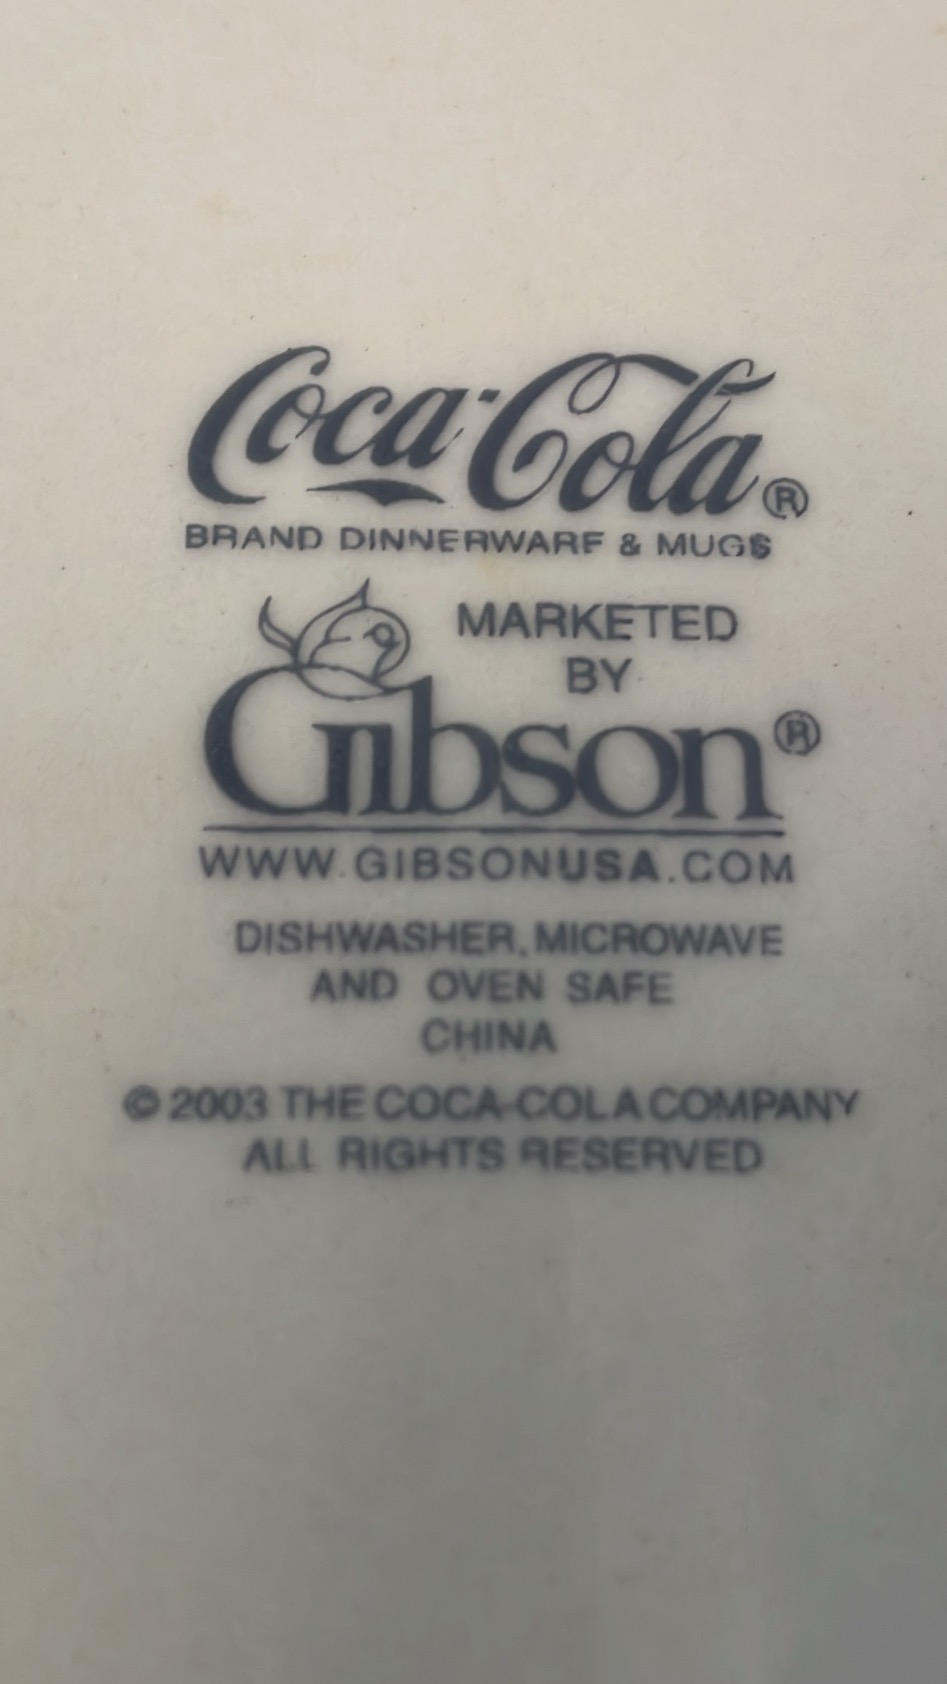 Coca-Cola®
BRAND DINNERWARE & MUGS
MARKETED
BY
Gibson®
WWW.GIBSONUSA.COM
DISHWASHER, MICROWAVE
AND OVEN SAFE
CHINA
© 2003 THE COCA-COLA COMPANY
ALL RIGHTS RESERVED